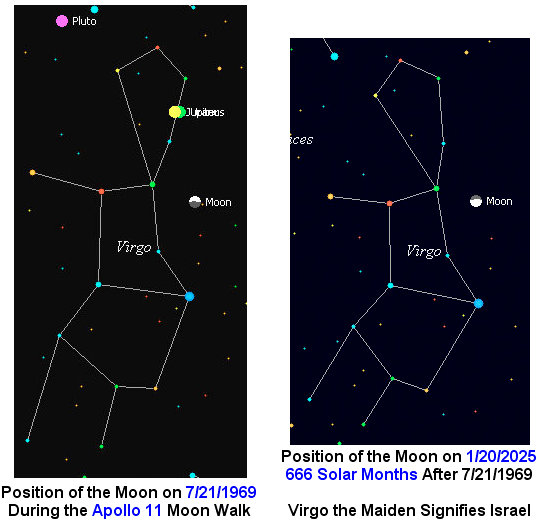 Pluto
Jupiter
Moon
Virgo
ices
Moon
Virgo
Position of the Moon on 7/21/1969
During the Apollo 11 Moon Walk
Position of the Moon on 1/20/2025
666 Solar Months After 7/21/1969
Virgo the Maiden Signifies Israel